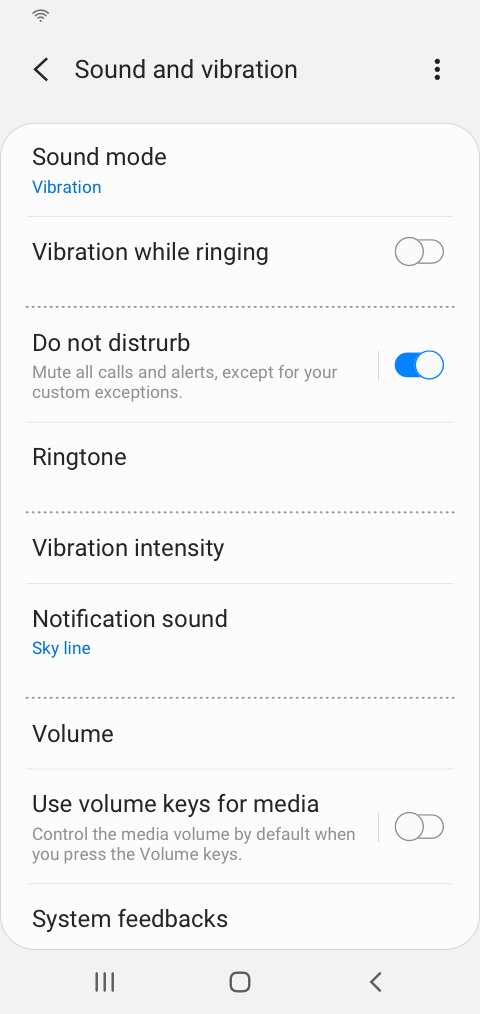 Sound and vibration
Sound mode
Vibration
Vibration while ringing
Do not distrurb
Mute all calls and alerts, except for your
custom exceptions.
Ringtone
Vibration intensity
Notification sound
Sky line
Volume
Use volume keys for media
Control the media volume by default when
you press the Volume keys.
System feedbacks